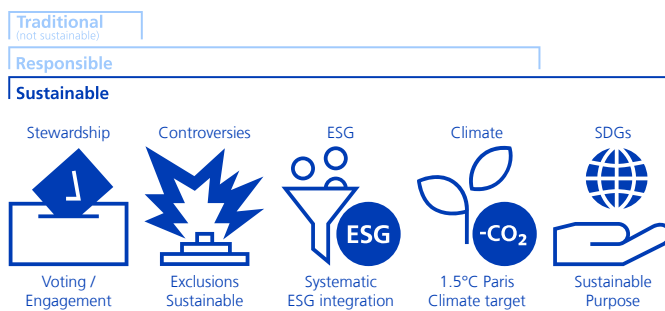 Traditional
(not sustainable)
Responsible
Sustainable
Stewardship Controversies ESG Climate SDGs
ESG -CO₂
Voting / Exclusions Systematic 1.5°C Paris Sustainable
Engagement Sustainable ESG integration Climate target Purpose